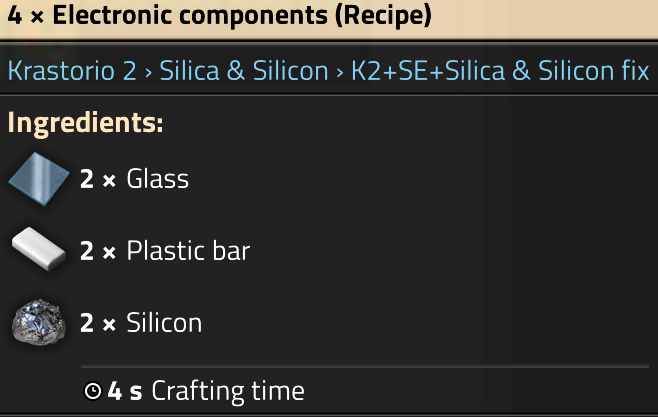 4 × Electronic components (Recipe)
Krastorio 2 › Silica & Silicon › K2+SE+Silica & Silicon fix
Ingredients:
2 × Glass
2 × Plastic bar
2 × Silicon
4 s Crafting time